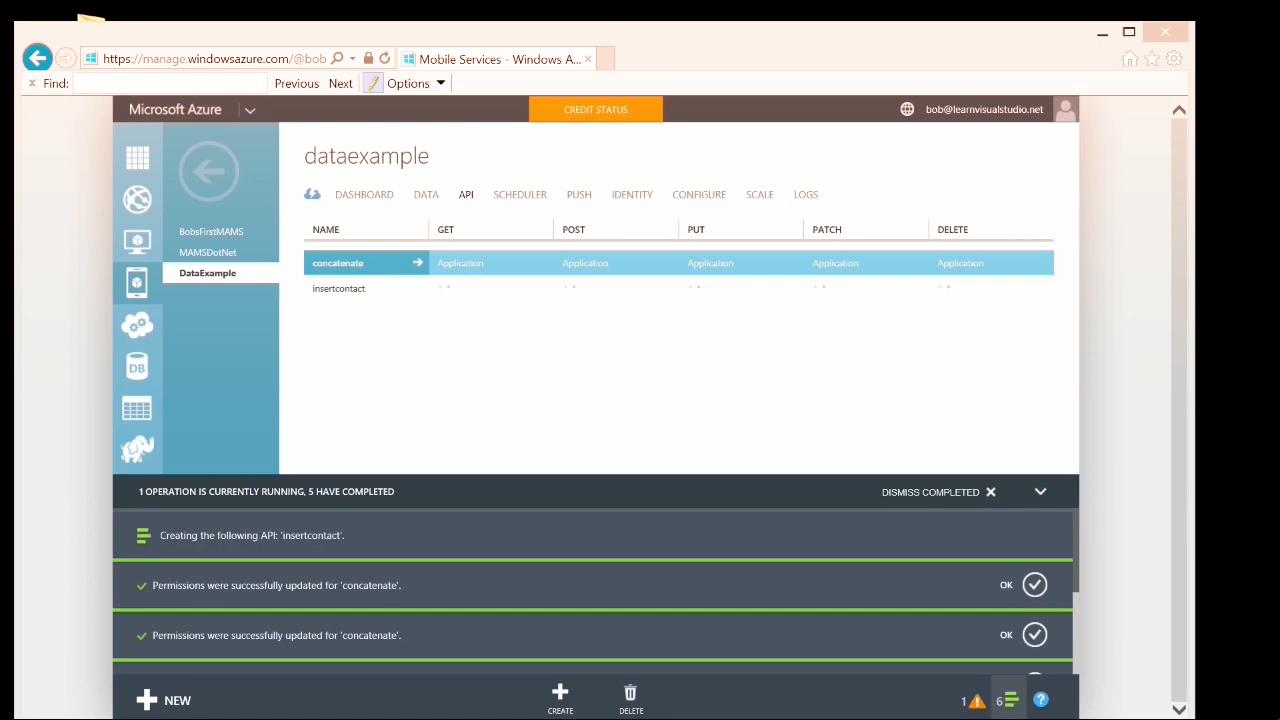 https://manage.windowsazure.com/@bob
Mobile Services - Windows A...
Find:
Previous
Next
Options
Microsoft Azure
CREDIT STATUS
bob@learnvisualstudio.net
dataexample
DASHBOARD DATA API SCHEDULER PUSH IDENTITY CONFIGURE SCALE LOGS
BobsFirstMAMS
MAMSDotNet
DataExample
NAME GET POST PUT PATCH DELETE
concatenate Application Application Application Application Application
insertcontact
DB
1 OPERATION IS CURRENTLY RUNNING, 5 HAVE COMPLETED
DISMISS COMPLETED
Creating the following API: 'insertcontact'.
Permissions were successfully updated for 'concatenate'.
OK
Permissions were successfully updated for 'concatenate'.
OK
NEW
CREATE
DELETE
1
6
?